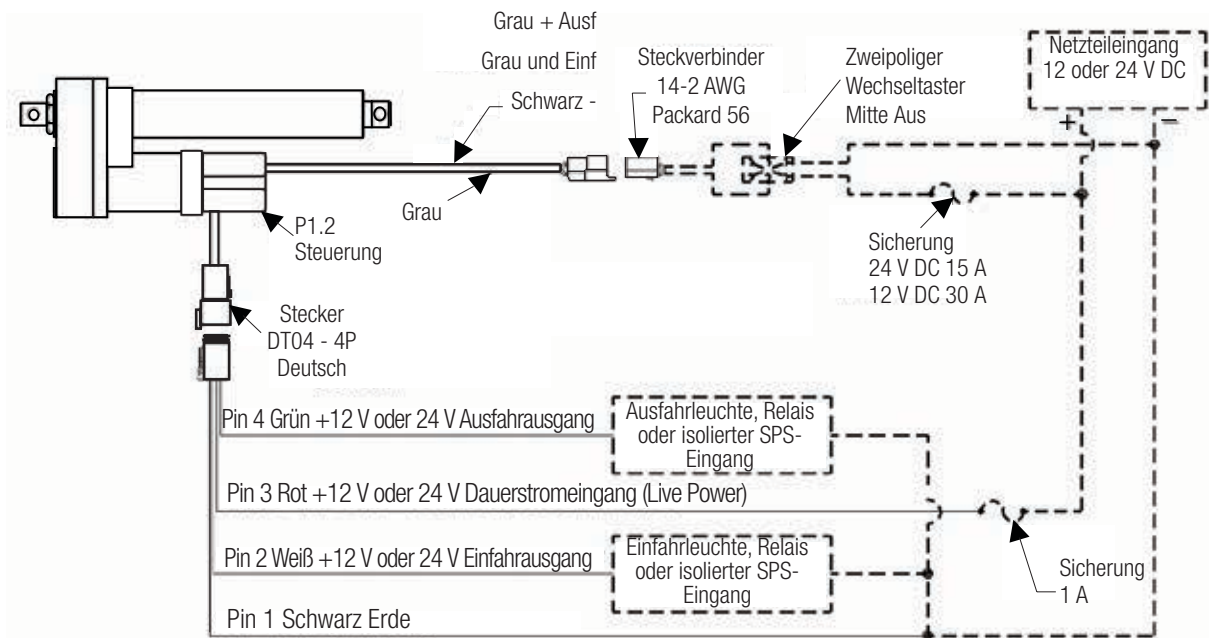 Grau + Ausf
Grau und Einf
Schwarz -
Steckverbinder
14-2 AWG
Packard 56
Zweipoliger
Wechseltaster
Mitte Aus
Netzteileingang
12 oder 24 V DC
+
–
Grau
P1.2
Steuerung
Sicherung
24 V DC 15 A
12 V DC 30 A
Stecker
DT04 - 4P
Deutsch
Pin 4 Grün +12 V oder 24 V Ausfahrausgang
Ausfahrleuchte, Relais
oder isolierter SPS-
Eingang
Pin 3 Rot +12 V oder 24 V Dauerstromeingang (Live Power)
Pin 2 Weiß +12 V oder 24 V Einfahrausgang
Einfahrleuchte, Relais
oder isolierter SPS-
Eingang
Sicherung
1 A
Pin 1 Schwarz Erde